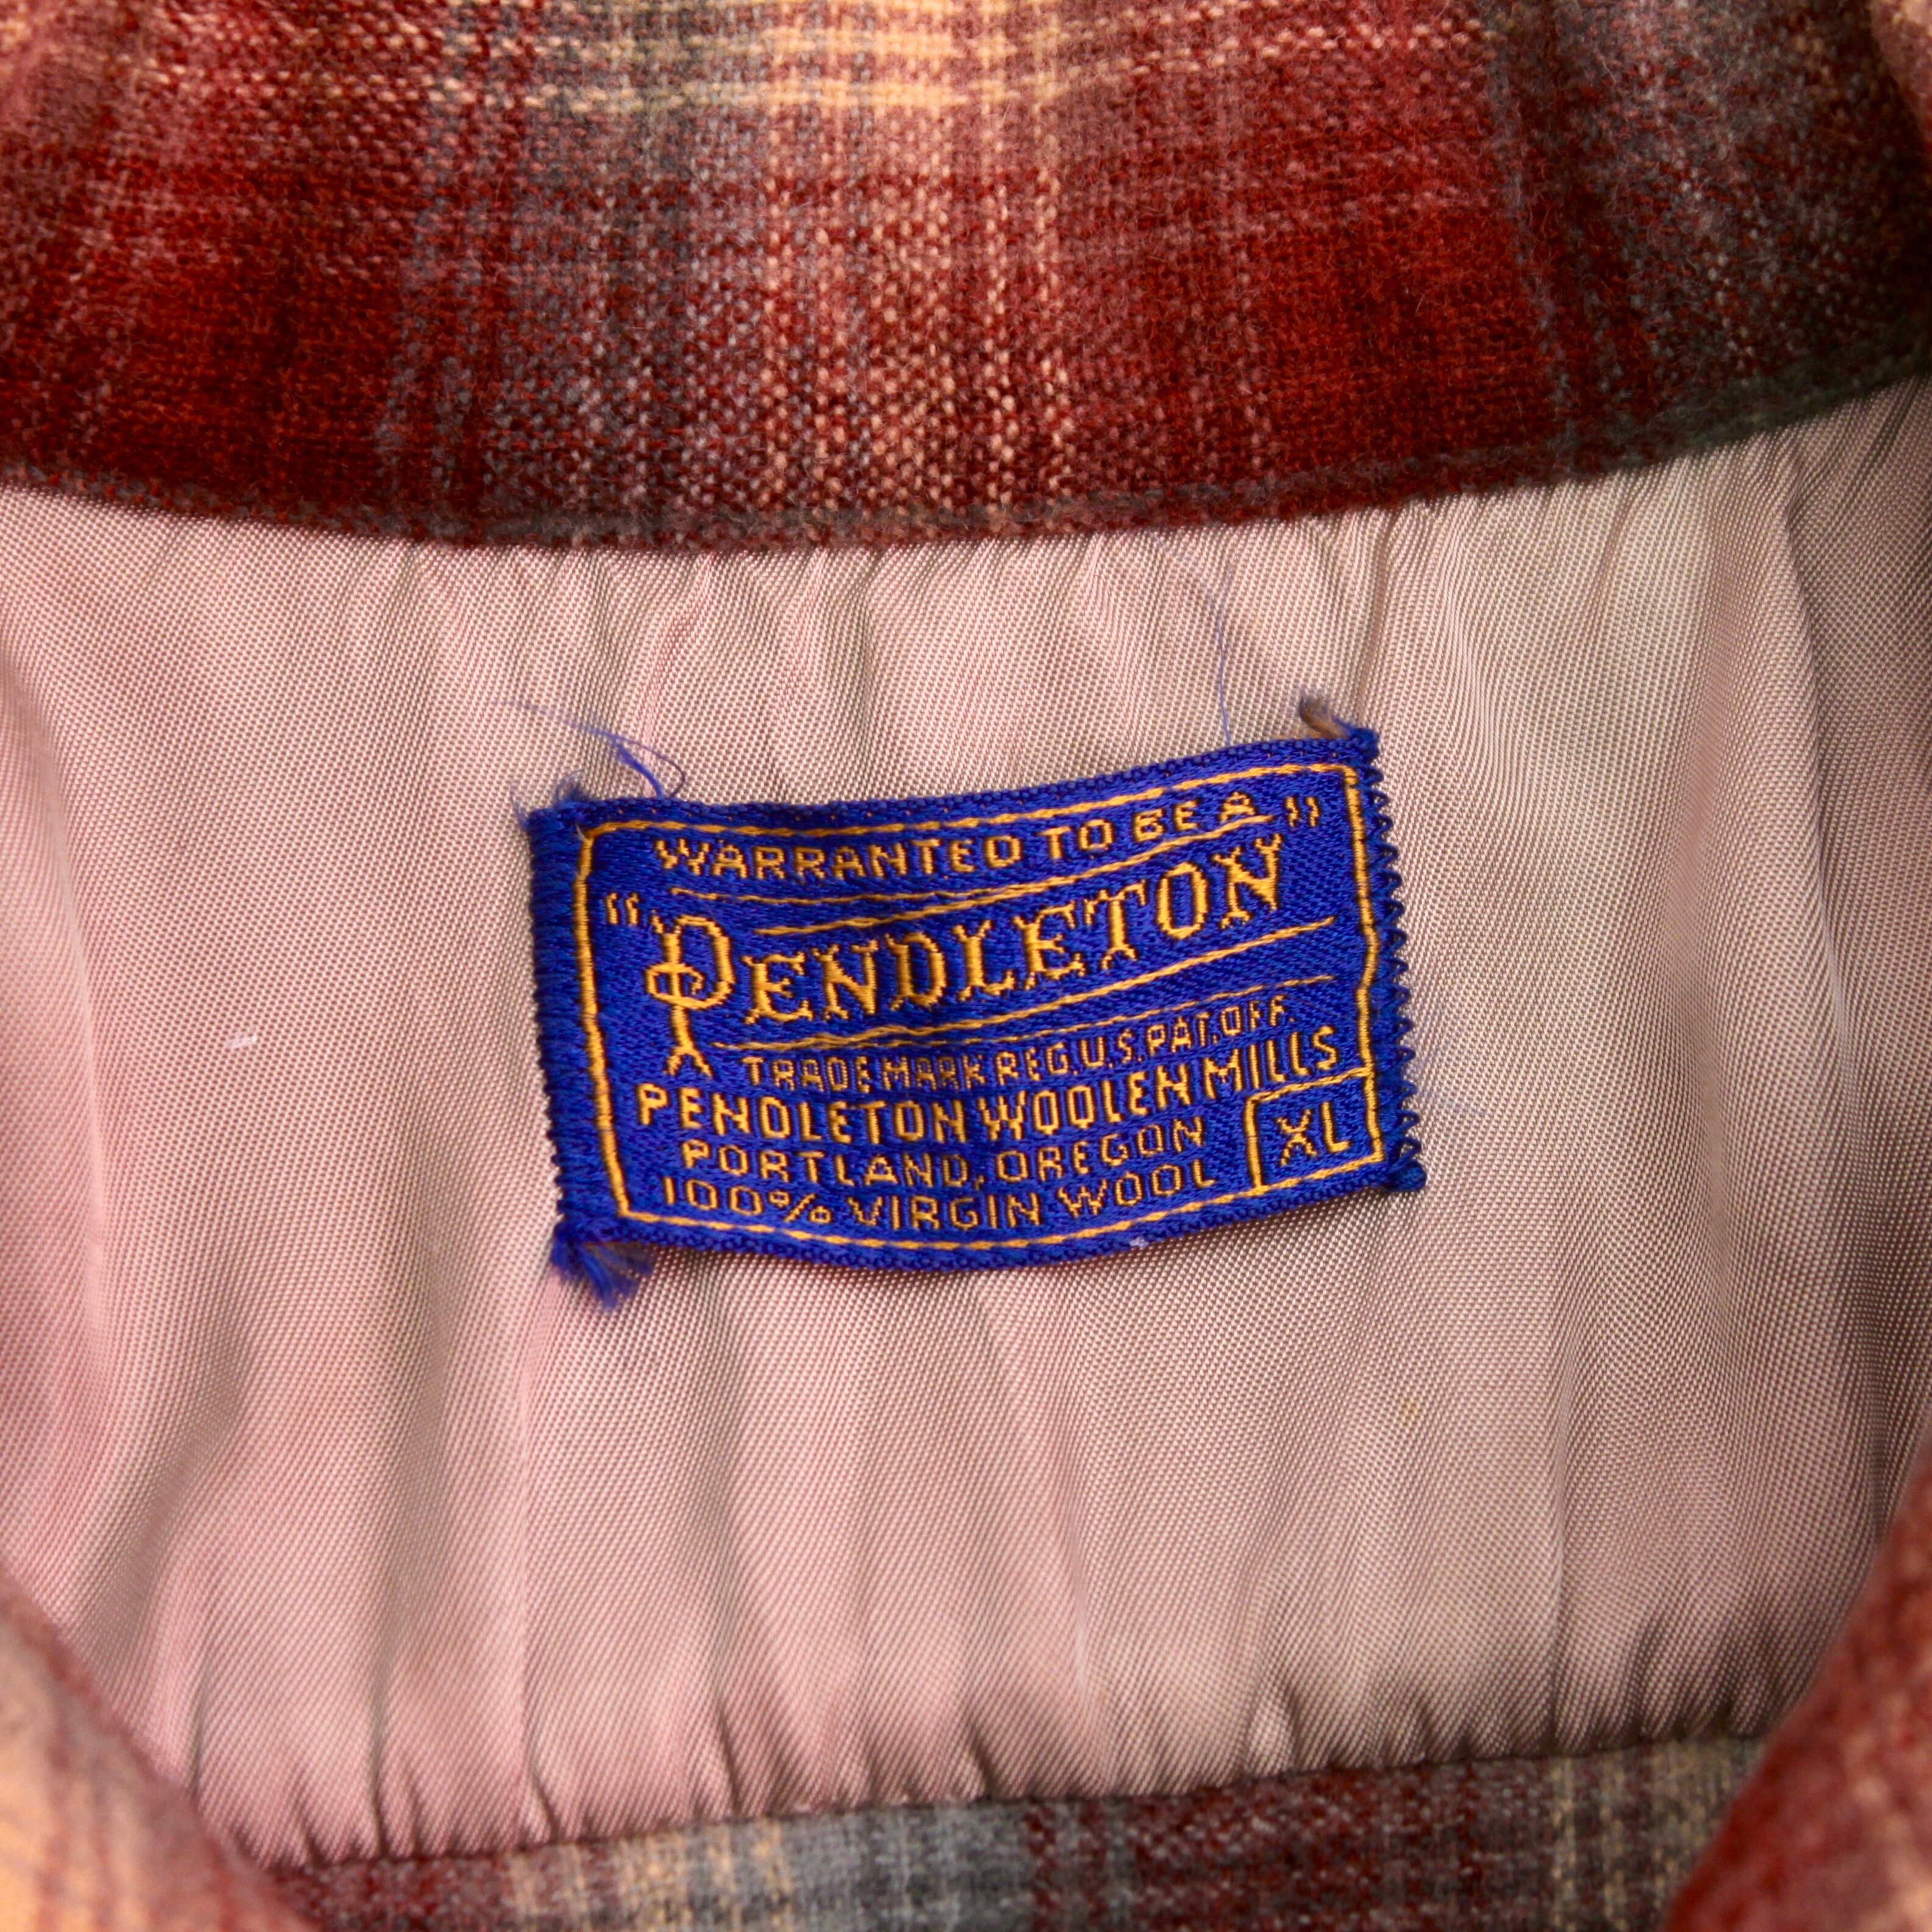 WARRANTED TO BE A
"PENDLETON"
TRADE MARK REG. U.S. PAT. OFF.
PENDLETON WOOLEN MILLS
PORTLAND, OREGON
100% VIRGIN WOOL
XL